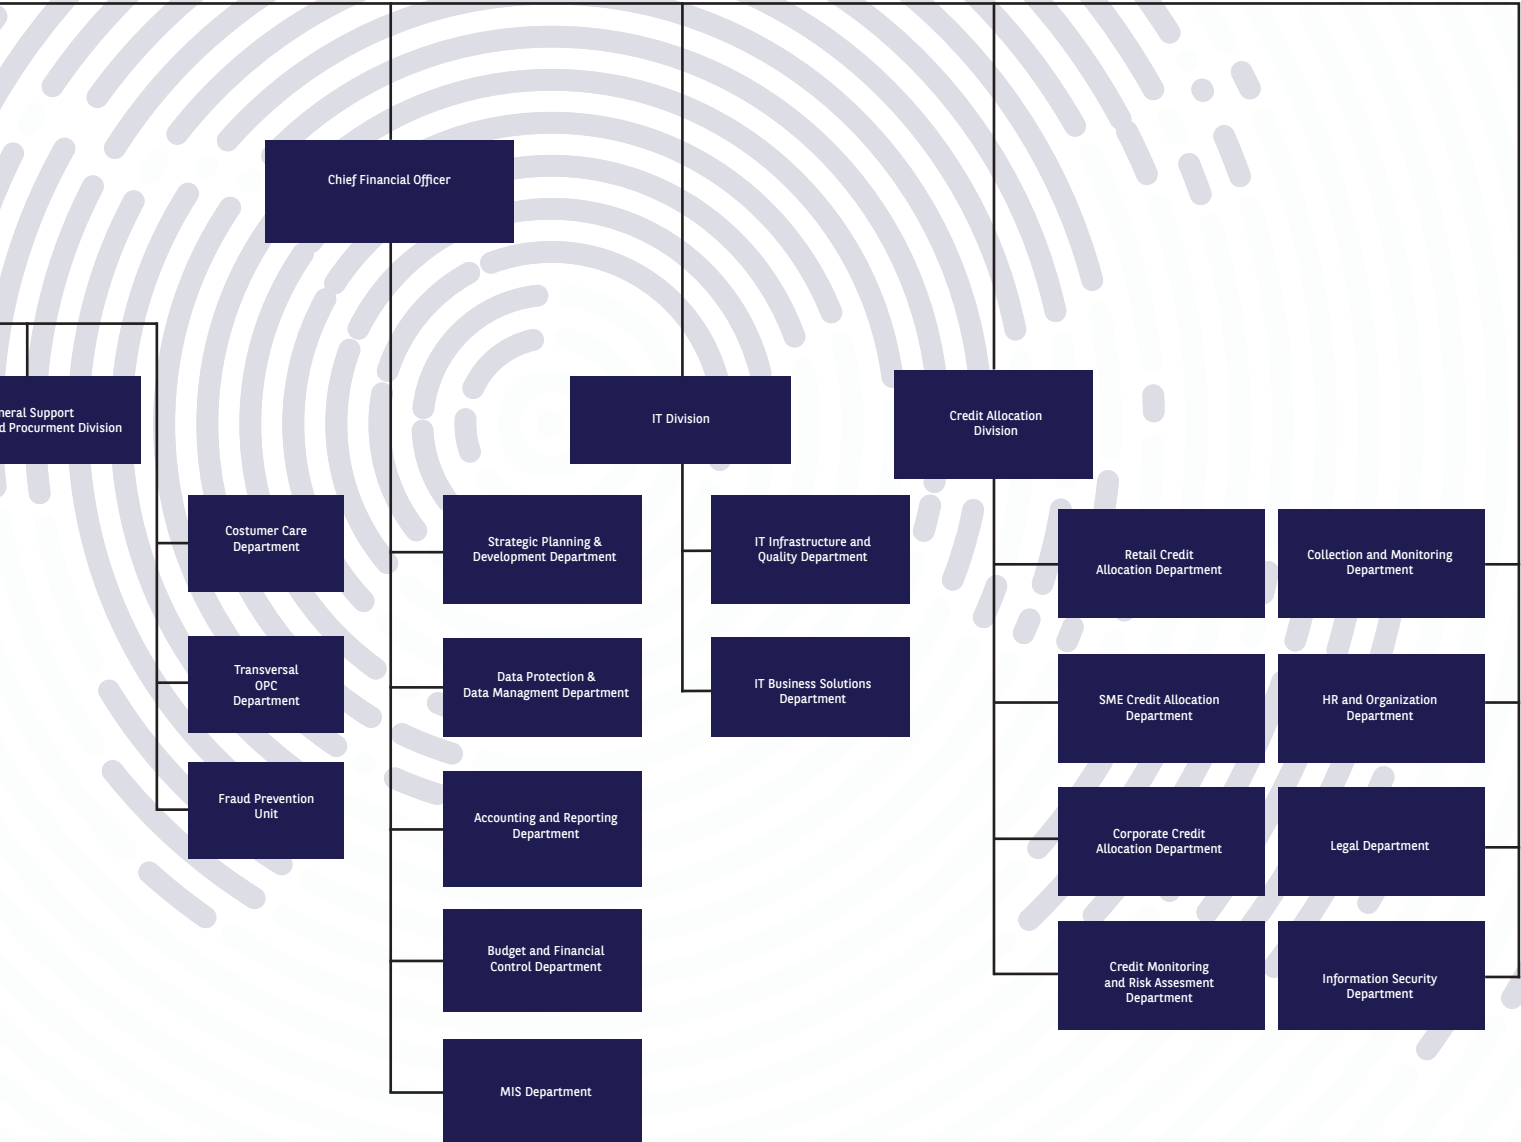 Chief Financial Officer
Support
Procurment Division
IT Division
Credit Allocation
Division
Costumer Care
Department
Transversal
OPC
Department
Fraud Prevention
Unit
Strategic Planning &
Development Department
Data Protection &
Data Managment Department
Accounting and Reporting
Department
Budget and Financial
Control Department
MIS Department
IT Infrastructure and
Quality Department
IT Business Solutions
Department
Retail Credit
Allocation Department
SME Credit Allocation
Department
Corporate Credit
Allocation Department
Credit Monitoring
and Risk Assesment
Department
Collection and Monitoring
Department
HR and Organization
Department
Legal Department
Information Security
Department